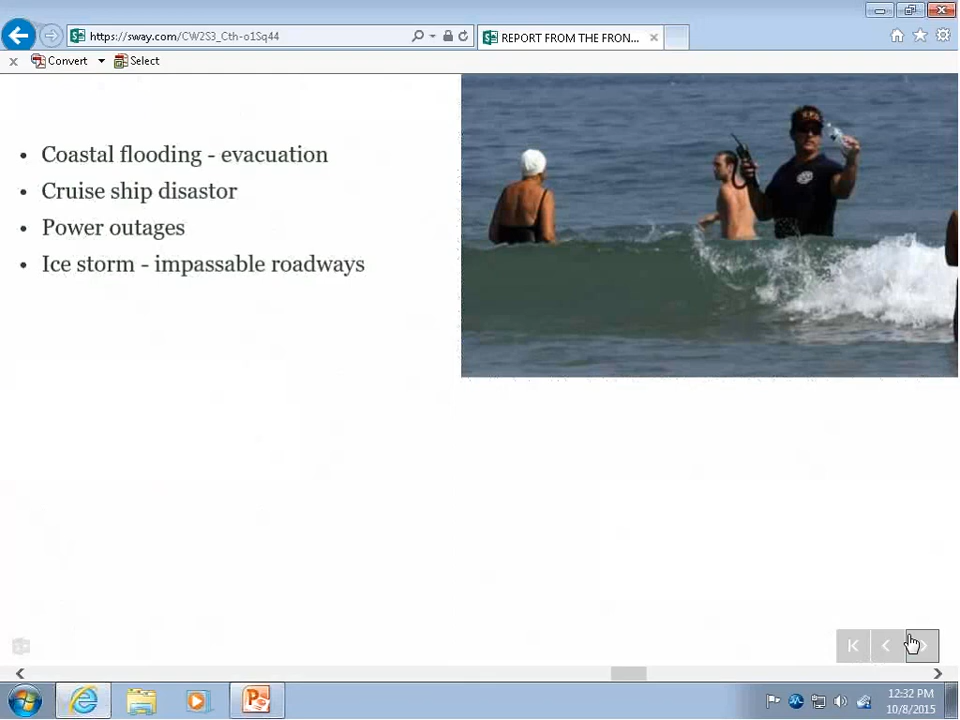 https://sway.com/CW2S3_Cth-o1Sq44
REPORT FROM THE FRON...
Convert
Select
• Coastal flooding - evacuation
• Cruise ship disastor
• Power outages
• Ice storm - impassable roadways
12:32 PM
10/8/2015